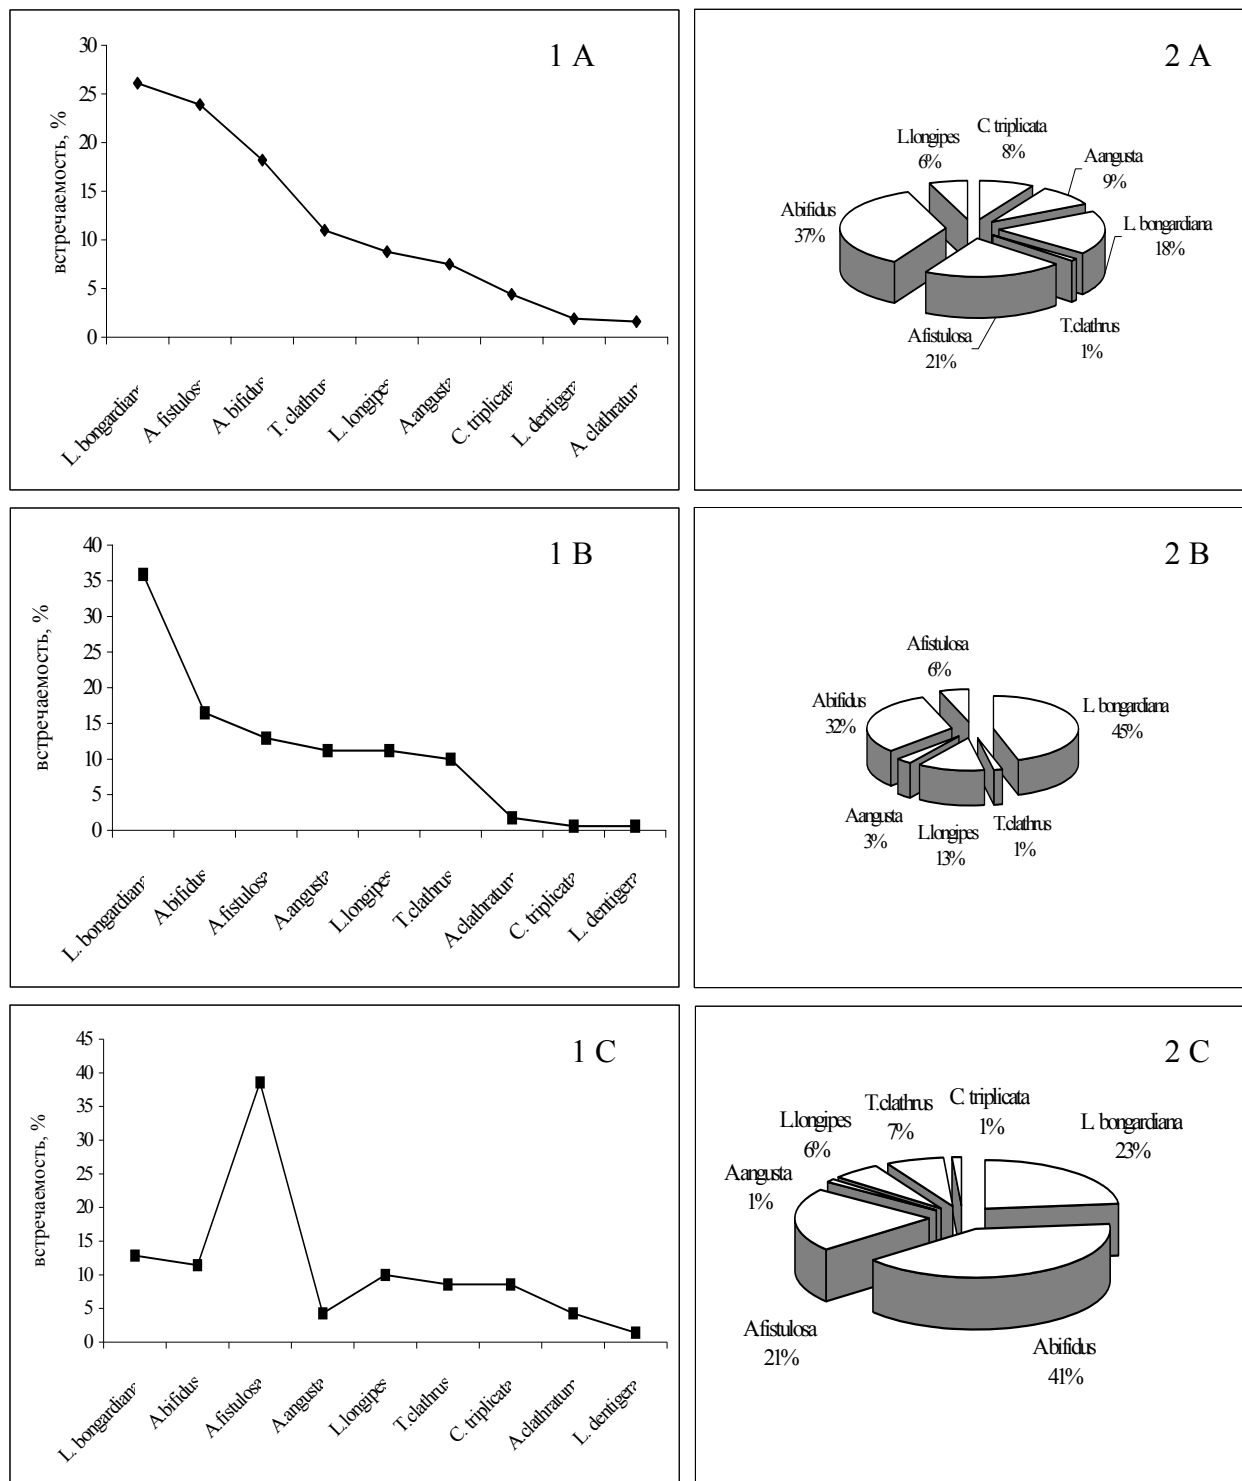 1 A
встречаемость, %
30
25
20
15
10
5
0
L. bongardian
A. fistulos
A. bifidus
T. clathrus
L. longipes
A.angusta
C. triplicata
L. dentigera
A. clathratum
2 A
C. triplicata
8%
L.longipes
6%
A.angusta
9%
A.bifidus
37%
L. bongardiana
18%
T.clathrus
1%
A.fistulosa
21%
1 B
встречаемость, %
40
35
30
25
20
15
10
5
0
L. bongardiana
A.bifidus
A.fistulosa
A.angusta
L.longipes
T.clathrus
A.clathratum
C. triplicata
L. dentigera
2 B
A.fistulosa
6%
A.bifidus
32%
L. bongardiana
45%
A.angusta
3%
L.longipes
13%
T.clathrus
1%
1 C
встречаемость, %
45
40
35
30
25
20
15
10
5
0
L. bongardiana
A.bifidus
A.fistulosa
A.angusta
L.longipes
T.clathrus
C. triplicata
A.clathratum
L. dentigera
2 C
C. triplicata
1%
T.clathrus
7%
L.longipes
6%
L. bongardiana
23%
A.angusta
1%
A.fistulosa
21%
A.bifidus
41%